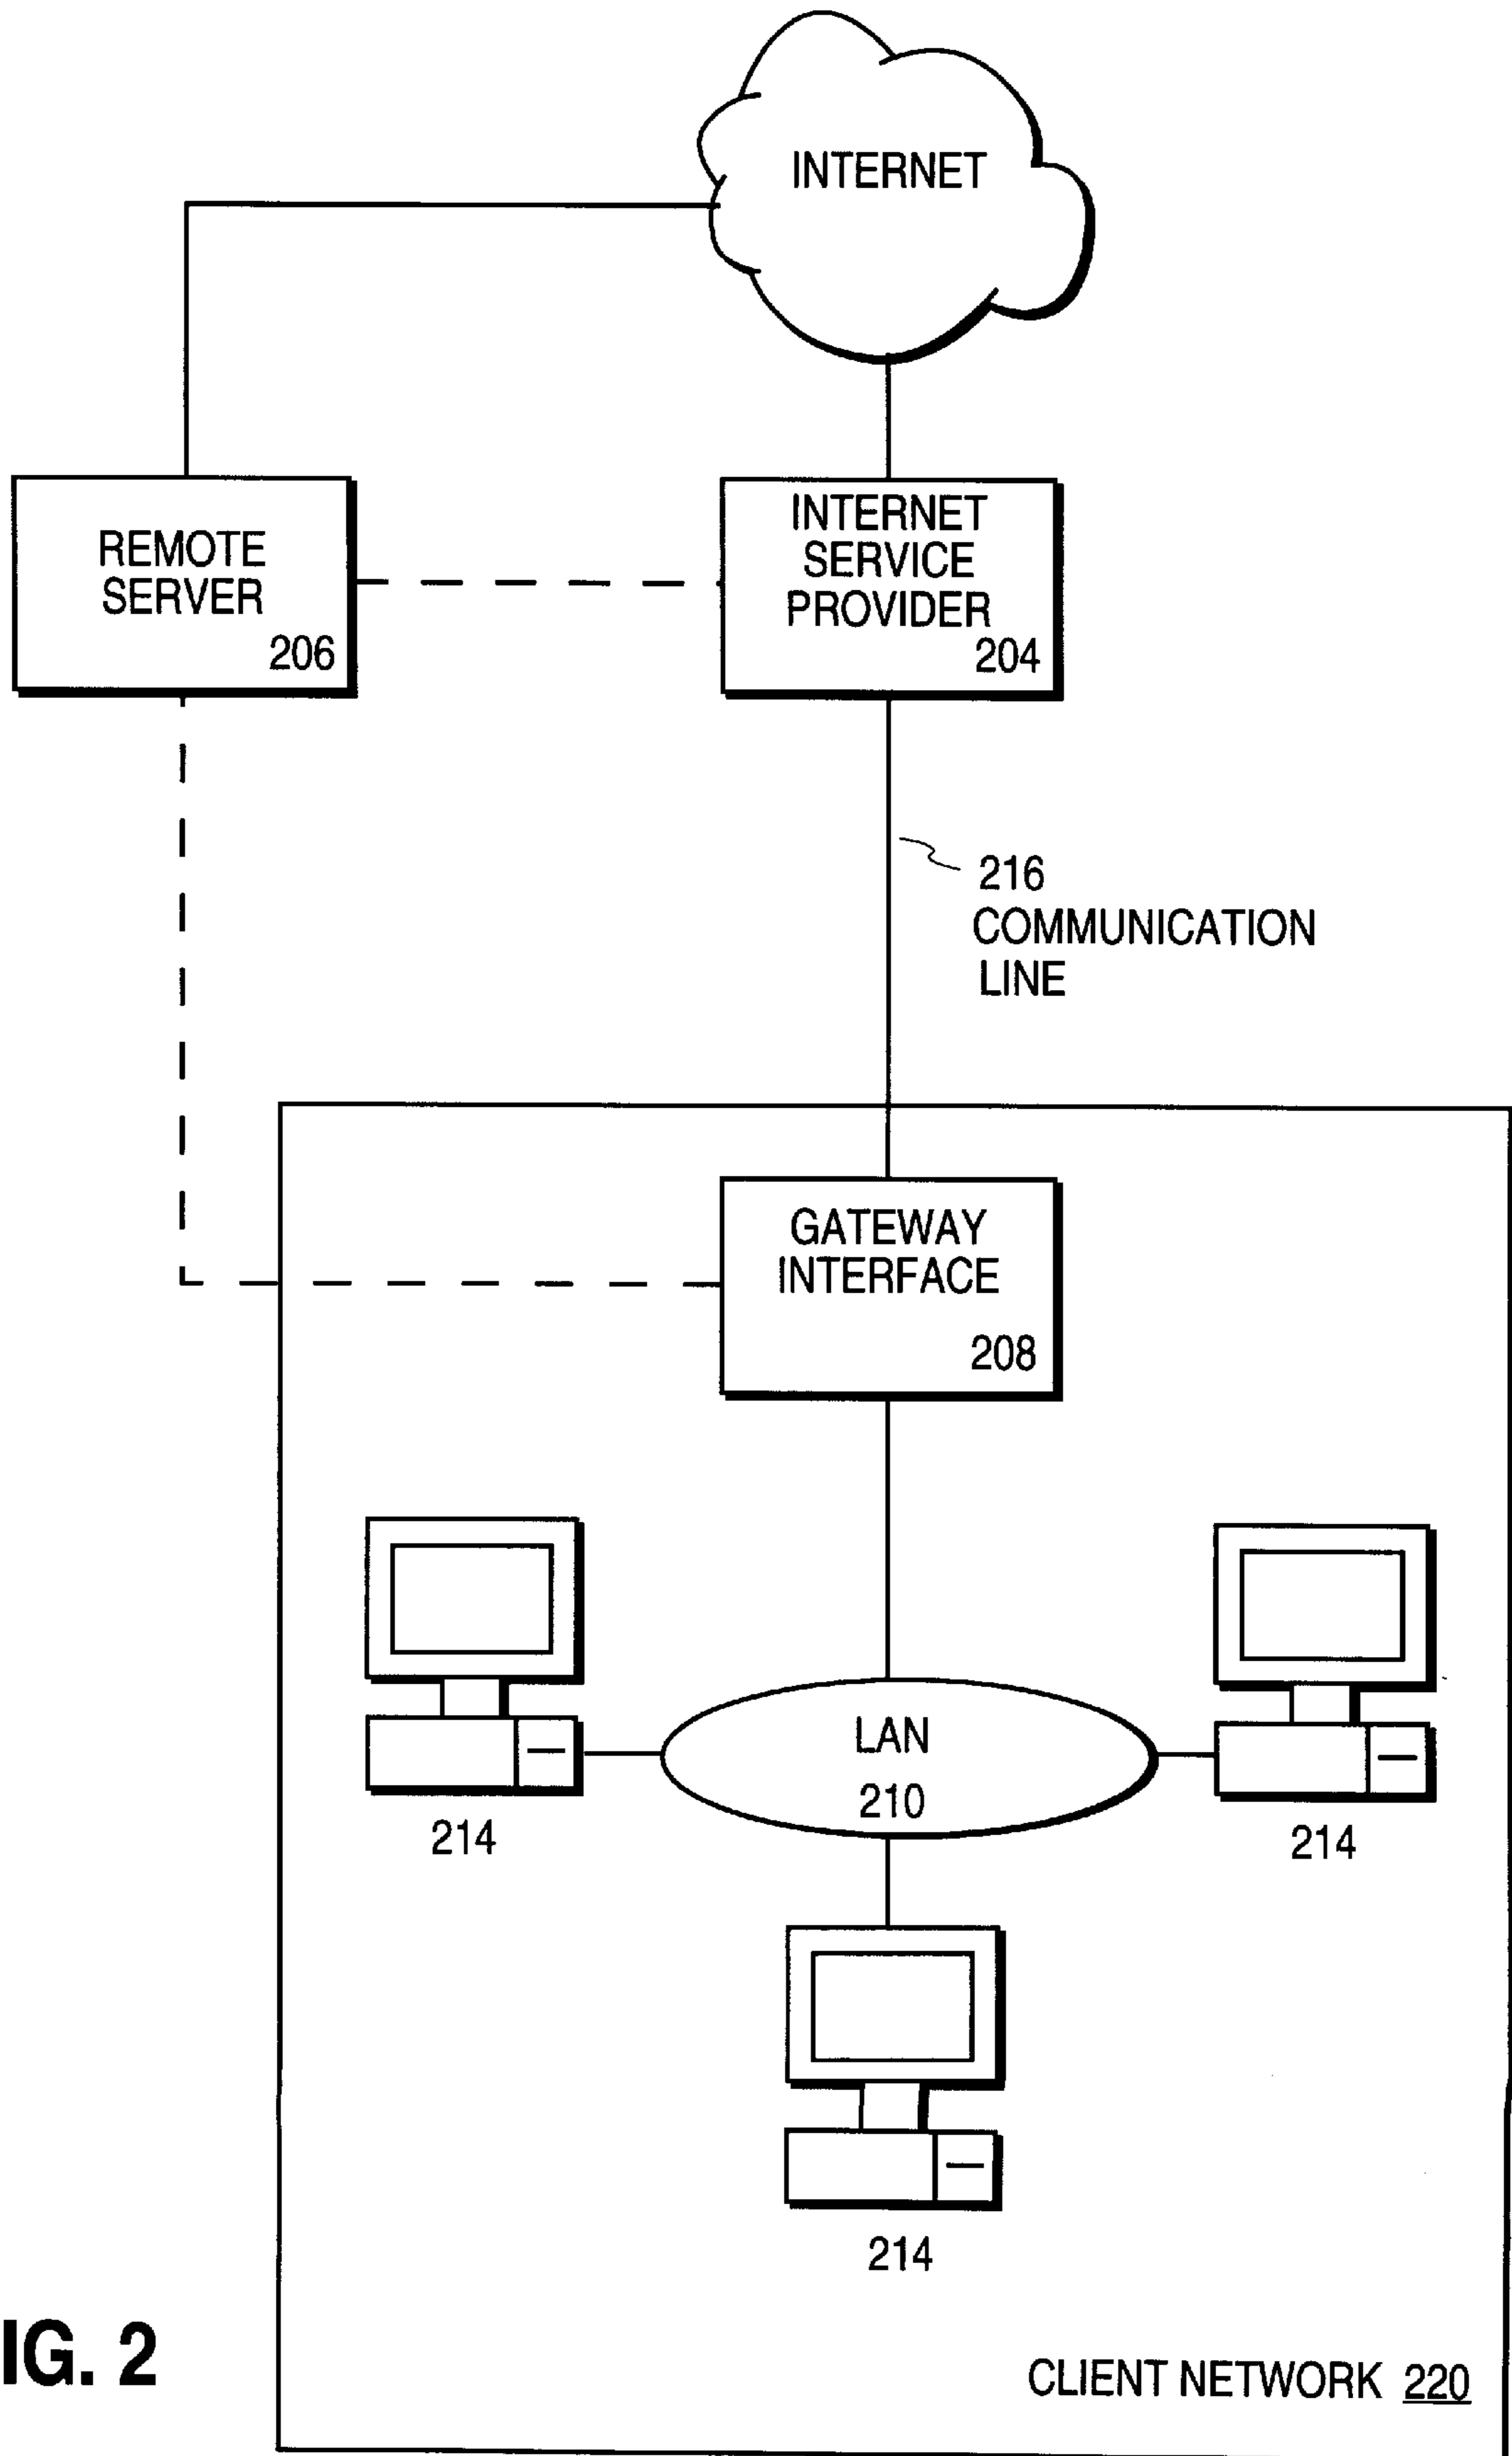 INTERNET
REMOTE
SERVER
206
INTERNET
SERVICE
PROVIDER
204
216
COMMUNICATION
LINE
GATEWAY
INTERFACE
208
LAN
210
214
214
214
IG. 2
CLIENT NETWORK 220